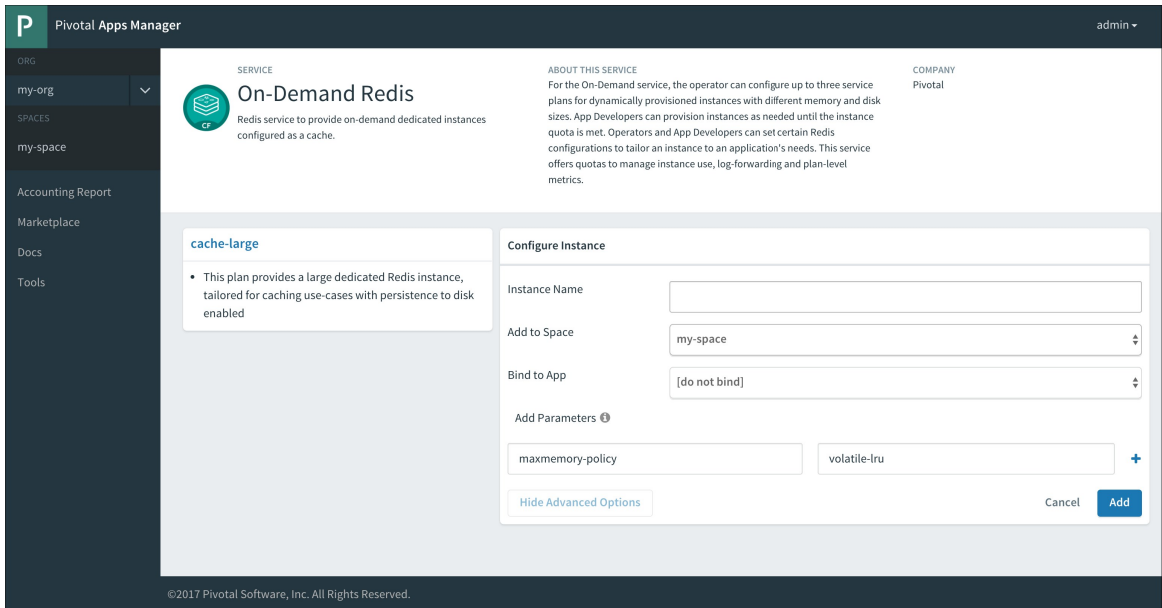 P Pivotal Apps Manager
admin
ORG
my-org
SPACES
my-space
Accounting Report
Marketplace
Docs
Tools
CF
SERVICE
On-Demand Redis
Redis service to provide on-demand dedicated instances
configured as a cache.
ABOUT THIS SERVICE
For the On-Demand service, the operator can configure up to three service
plans for dynamically provisioned instances with different memory and disk
sizes. App Developers can provision instances as needed until the instance
quota is met. Operators and App Developers can set certain Redis
configurations to tailor an instance to an application's needs. This service
offers quotas to manage instance use, log-forwarding and plan-level
metrics.
COMPANY
Pivotal
cache-large
• This plan provides a large dedicated Redis instance,
tailored for caching use-cases with persistence to disk
enabled
Configure Instance
Instance Name
Add to Space
my-space
Bind to App
[do not bind]
Add Parameters
maxmemory-policy
volatile-lru
+
Hide Advanced Options
Cancel
Add
©2017 Pivotal Software, Inc. All Rights Reserved.